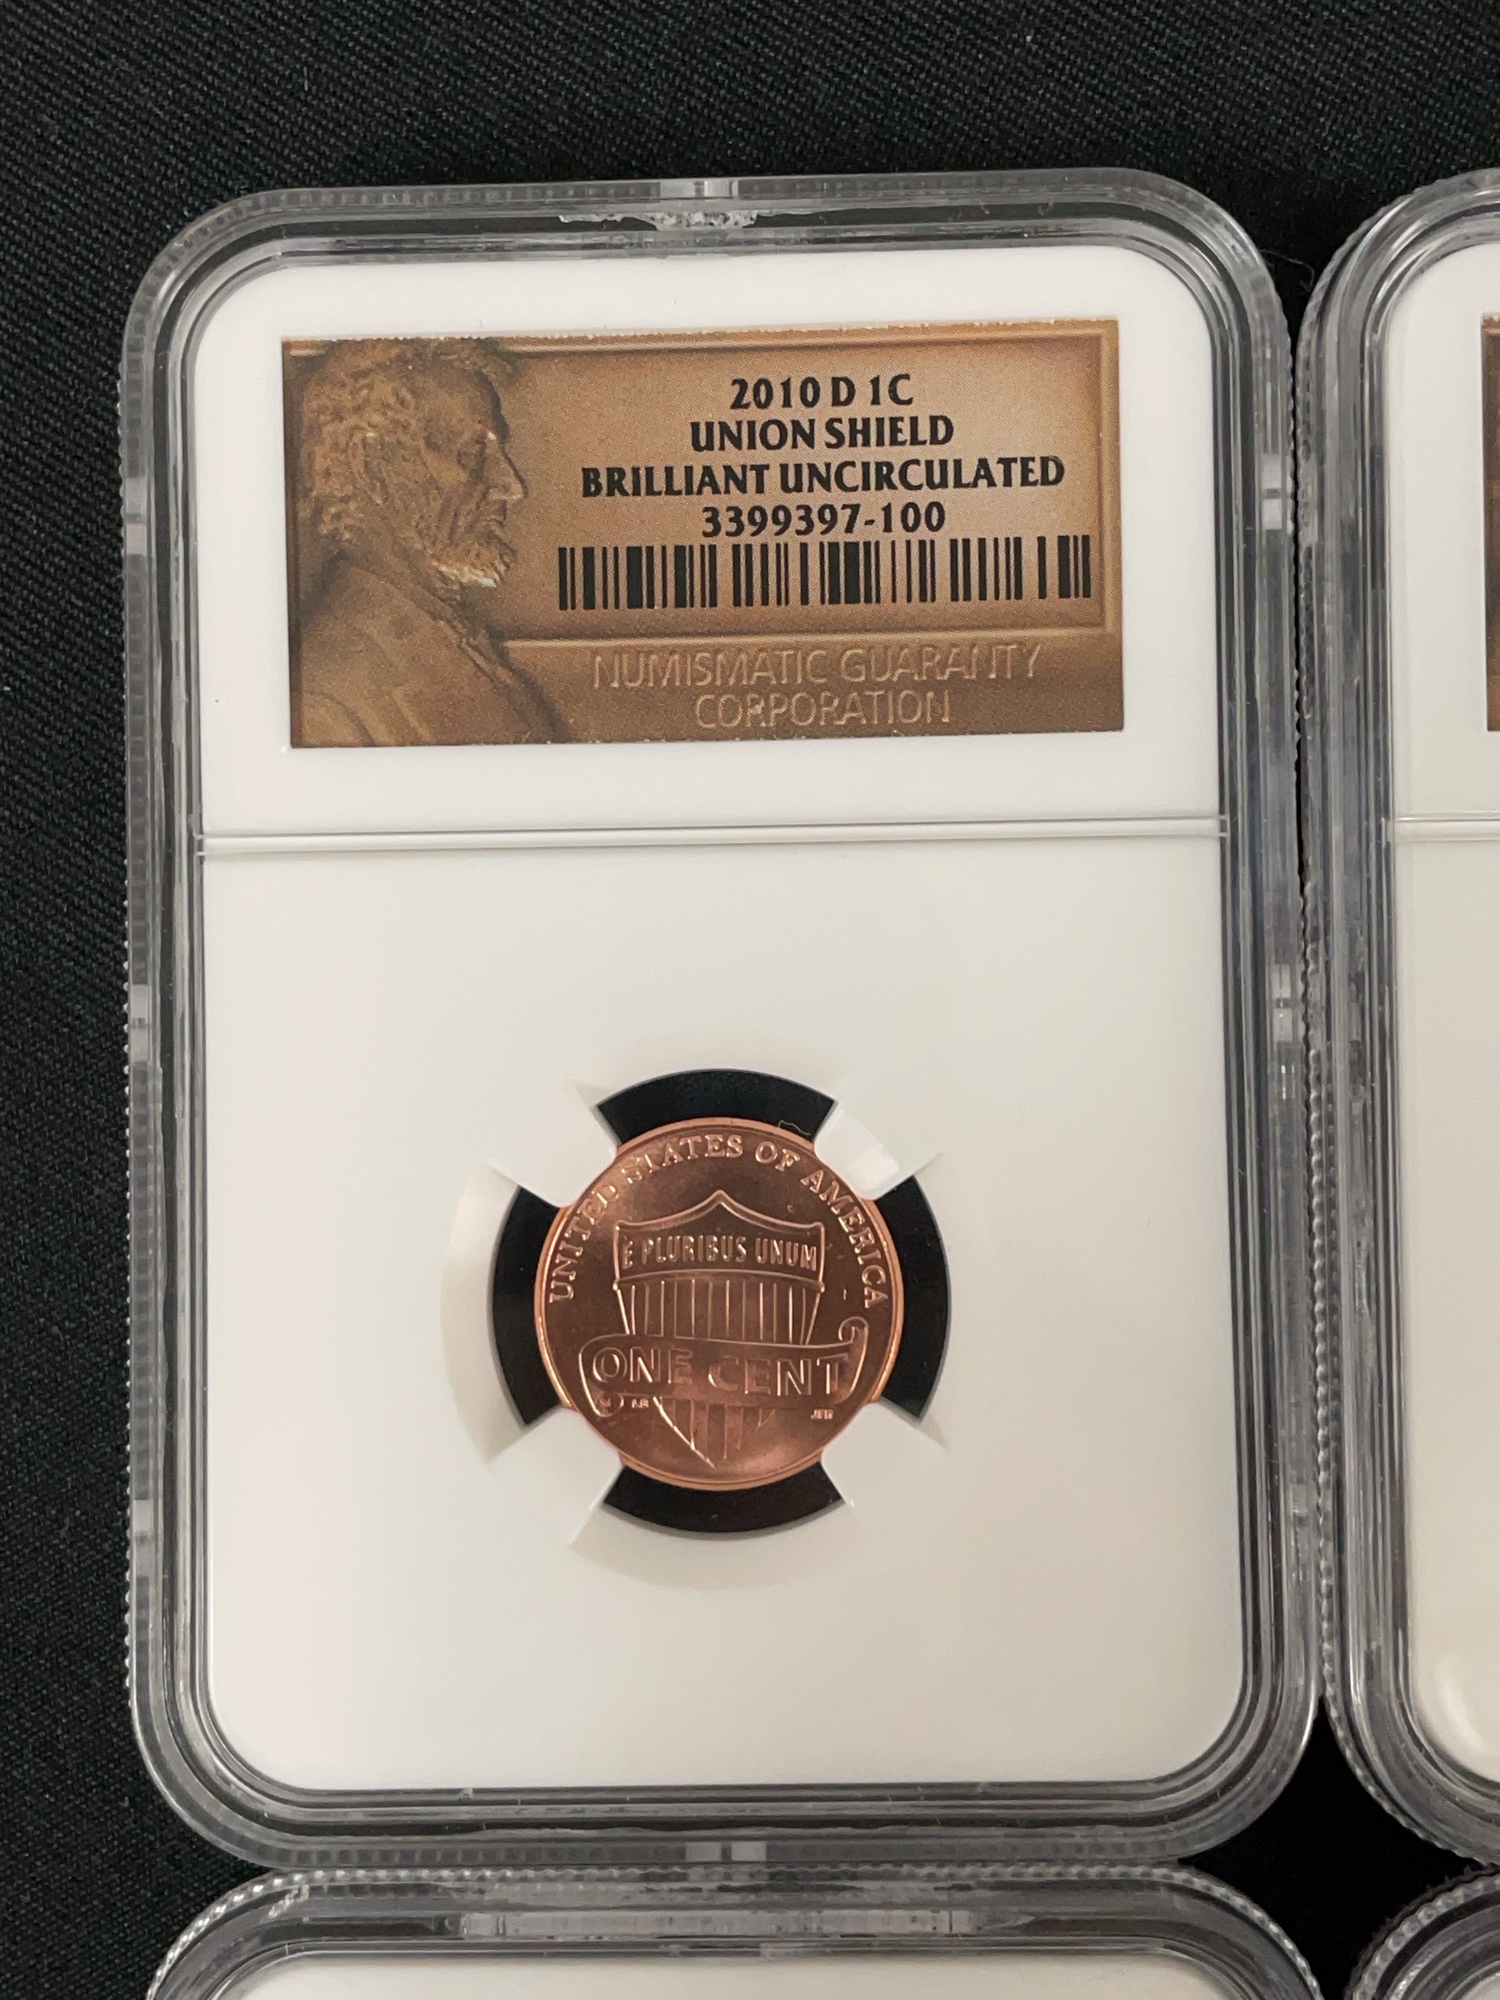 2010 D 1C
UNION SHIELD
BRILLIANT UNCIRCULATED
3399397-100
NUMISMATIC GUARANTY
CORPORATION
UNITED STATES OF AMERICA
E PLURIBUS UNUM
ONE CENT